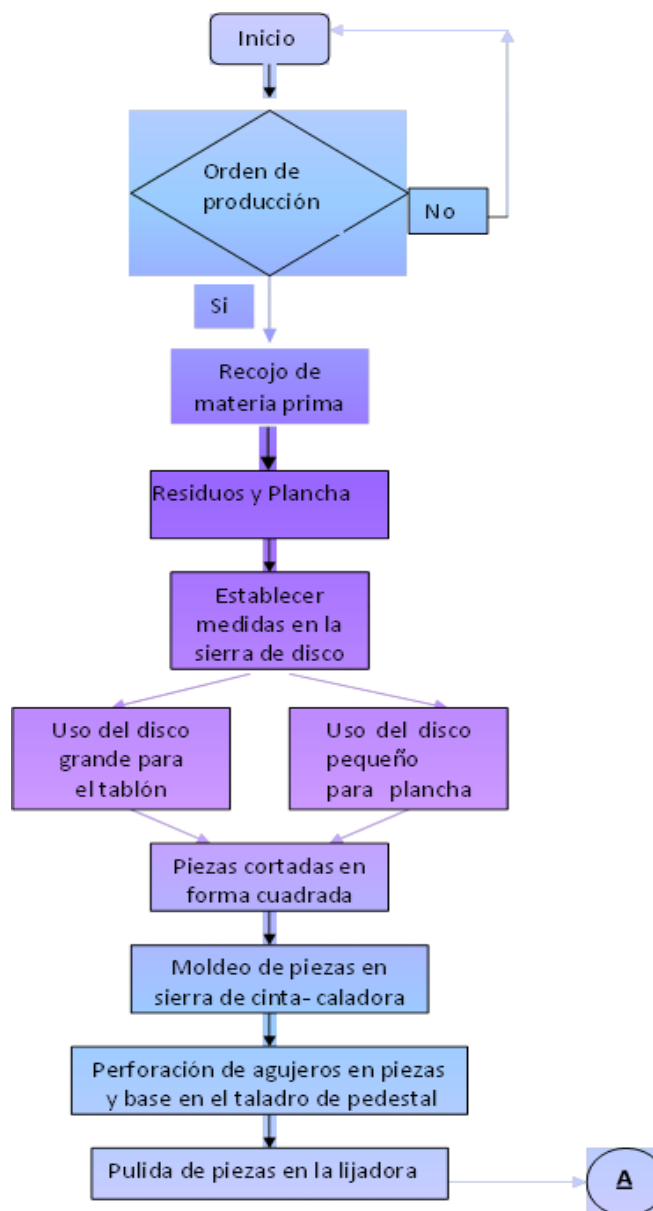 Inicio
Orden de
producción
No
Si
Recojo de
materia prima
Residuos y Plancha
Establecer
medidas en la
sierra de disco
Uso del disco
grande para
el tablón
Uso del disco
pequeño
para plancha
Piezas cortadas en
forma cuadrada
Moldeo de piezas en
sierra de cinta- caladora
Perforación de agujeros en piezas
y base en el taladro de pedestal
Pulida de piezas en la lijadora
A